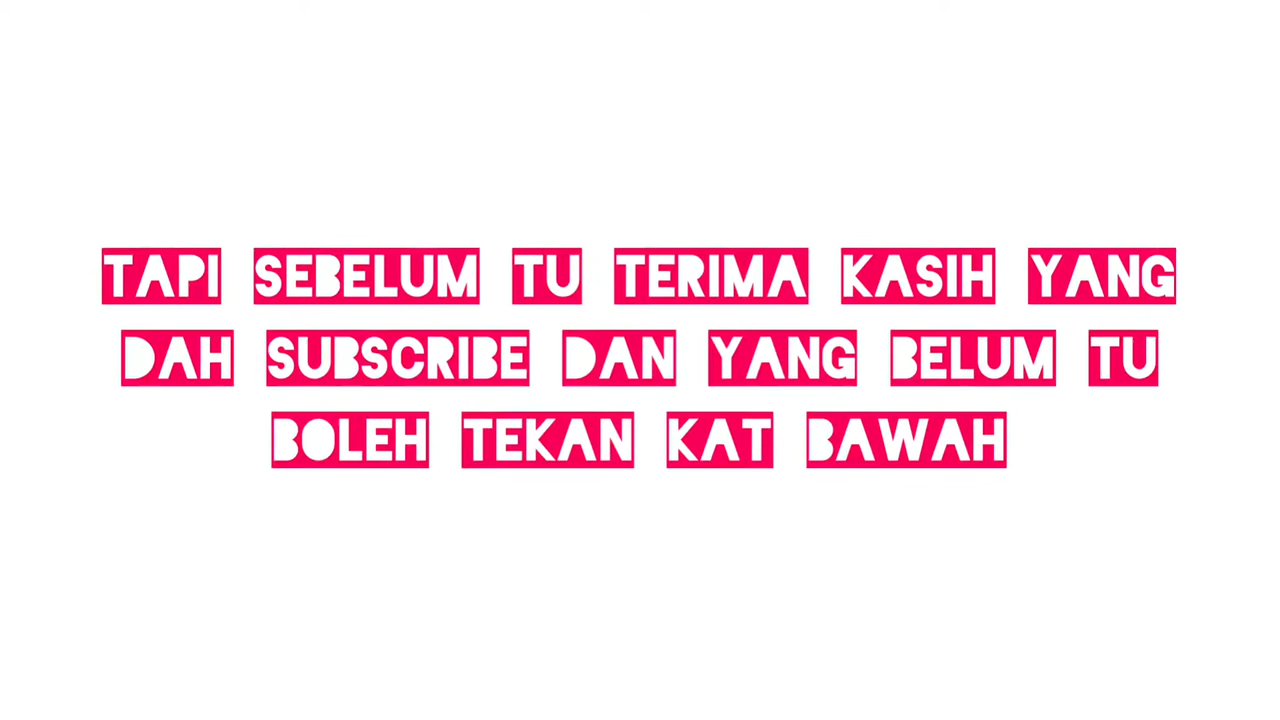 TAPI SEBELUM TU TERIMA KASIH YANG
DAH SUBSCRIBE DAN YANG BELUM TU
BOLEH TEKAN KAT BAWAH